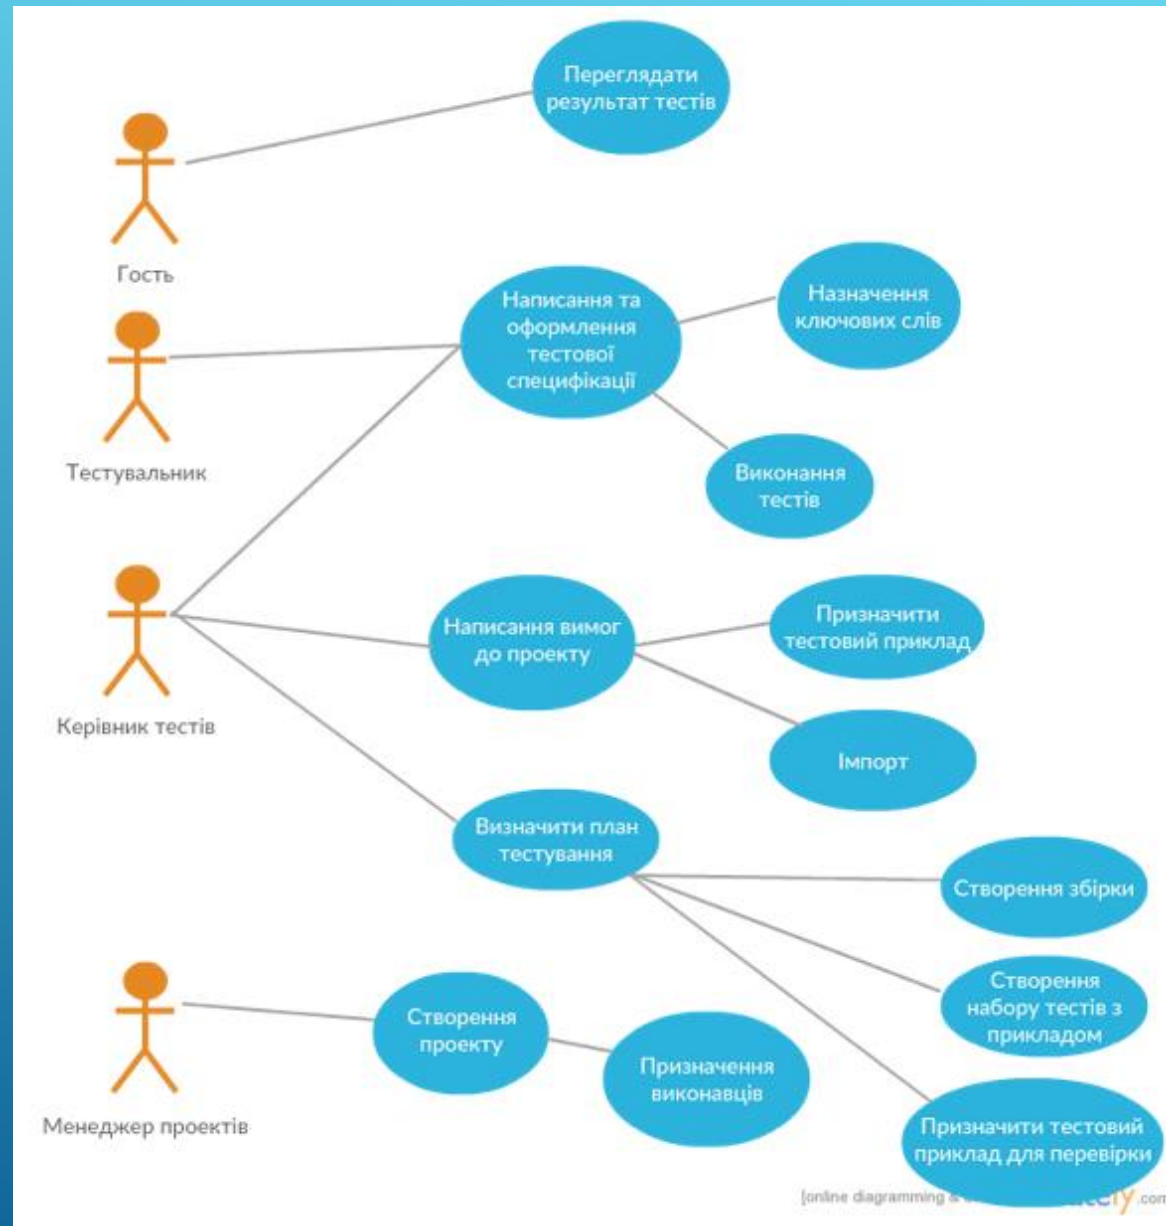 Переглядати
результат тестів
Гость
Написання та
оформлення
тестової
специфікації
Назначення
ключових слів
Тестувальник
Виконання
тестів
Написання вимог
до проекту
Призначити
тестовий приклад
Керівник тестів
Імпорт
Визначити план
тестування
Створення збірки
Створення
набору тестів з
прикладом
Створення
проекту
Призначення
виконавців
Менеджер проектів
Призначити тестовий
приклад для перевірки
[online diagramming &
.com